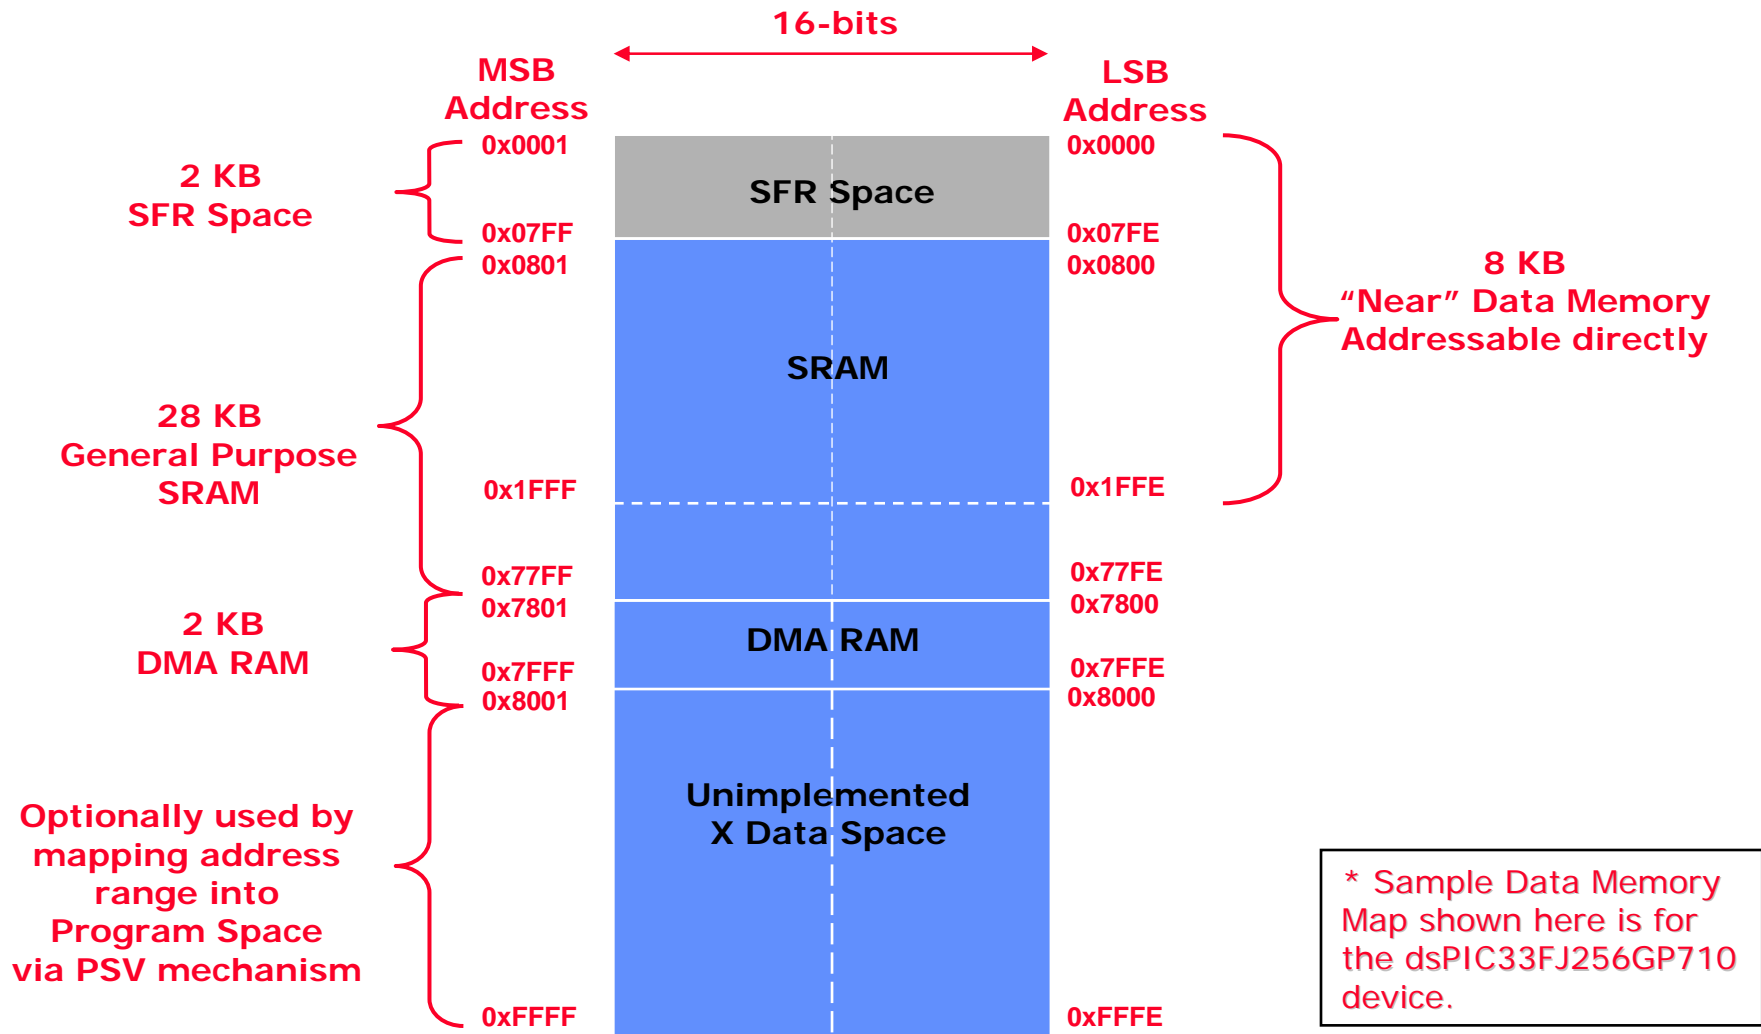 16-bits
MSB
Address
LSB
Address
0x0001
0x0000
2 KB
SFR Space
SFR Space
0x07FF
0x07FE
0x0801
0x0800
8 KB
“Near” Data Memory
Addressable directly
SRAM
28 KB
General Purpose
SRAM
0x1FFF
0x1FFE
0x77FF
0x77FE
0x7801
0x7800
2 KB
DMA RAM
DMA RAM
0x7FFF
0x7FFE
0x8001
0x8000
Unimplemented
X Data Space
Optionally used by
mapping address
range into
Program Space
via PSV mechanism
* Sample Data Memory
Map shown here is for
the dsPIC33FJ256GP710
device.
0xFFFF
0xFFFE